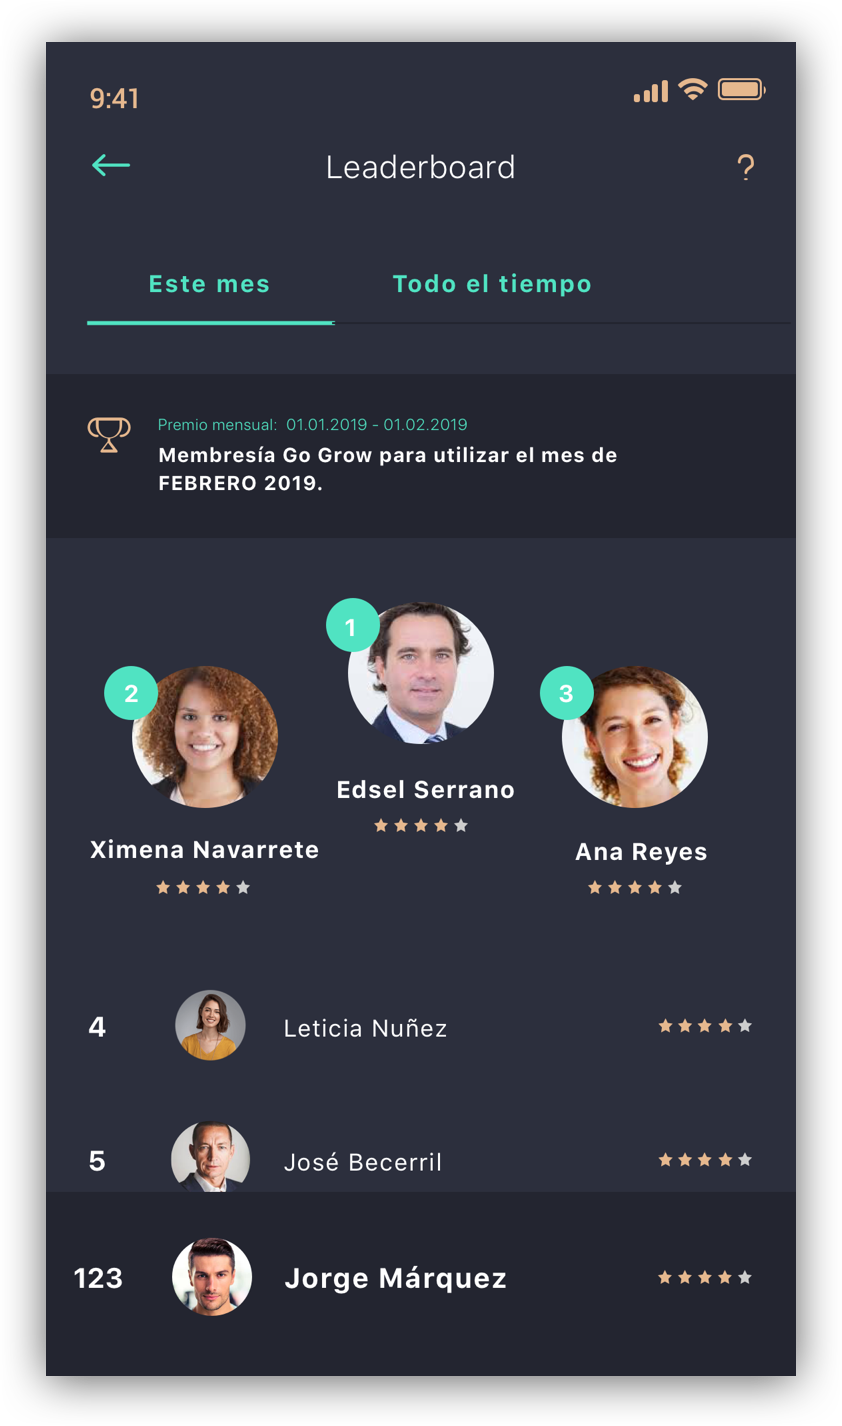 9:41
Leaderboard
?
Este mes
Todo el tiempo
Premio mensual: 01.01.2019 - 01.02.2019
Membresía Go Grow para utilizar el mes de
FEBRERO 2019.
1
2
3
Edsel Serrano
Ximena Navarrete
Ana Reyes
4 Leticia Nuñez
5 José Becerril
123 Jorge Márquez